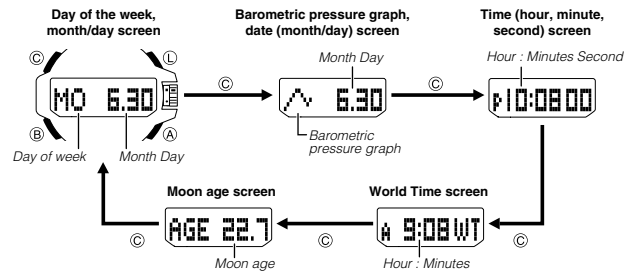 Day of the week,
month/day screen
Barometric pressure graph,
date (month/day) screen
Time (hour, minute,
second) screen
Month Day
Hour : Minutes Second
C
L
MO 6.30
C
6.30
C
P10:08 00
B
A
Day of week
Month Day
Barometric
pressure graph
Moon age screen
World Time screen
AGE 22.7
A 9:08 WT
C
C
C
Moon age
Hour : Minutes